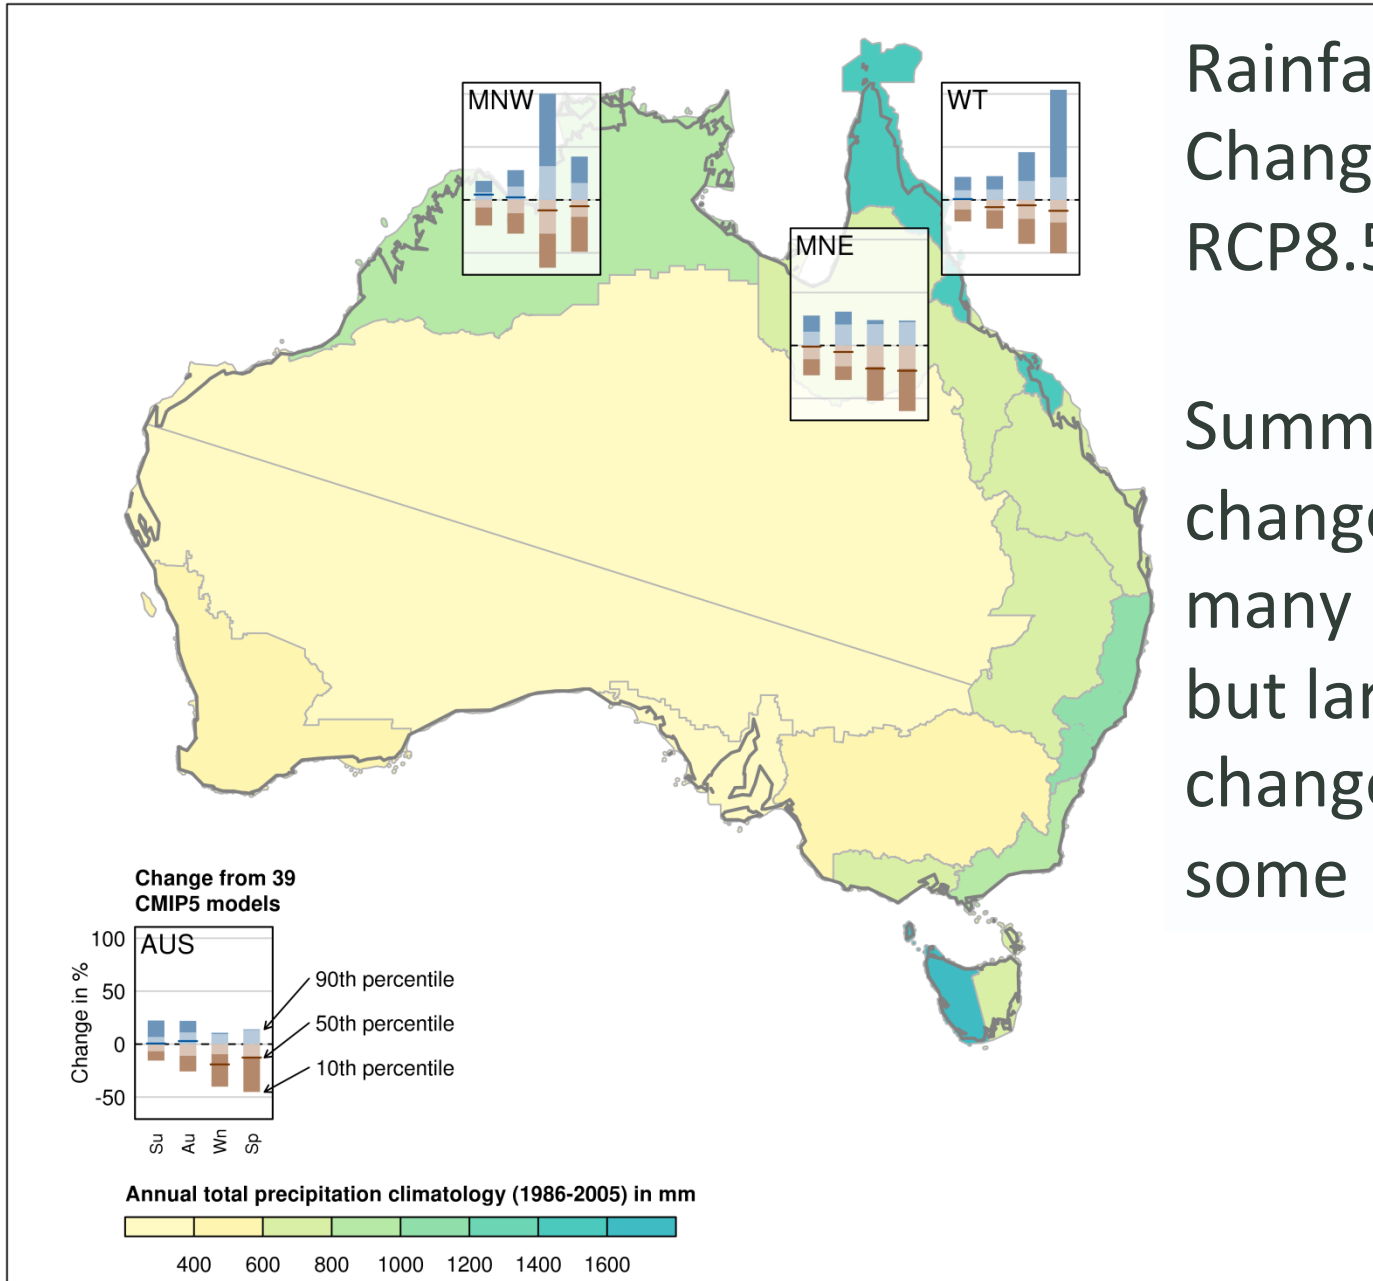 Rainfa
Chang
RCP8.5
Summ
change
many
but lar
change
some
MNW
WT
MNE
Change from 39
CMIP5 models
AUS
100
50
0
-50
Change in %
90th percentile
50th percentile
10th percentile
Su Au Wn Sp
Annual total precipitation climatology (1986-2005) in mm
400 600 800 1000 1200 1400 1600